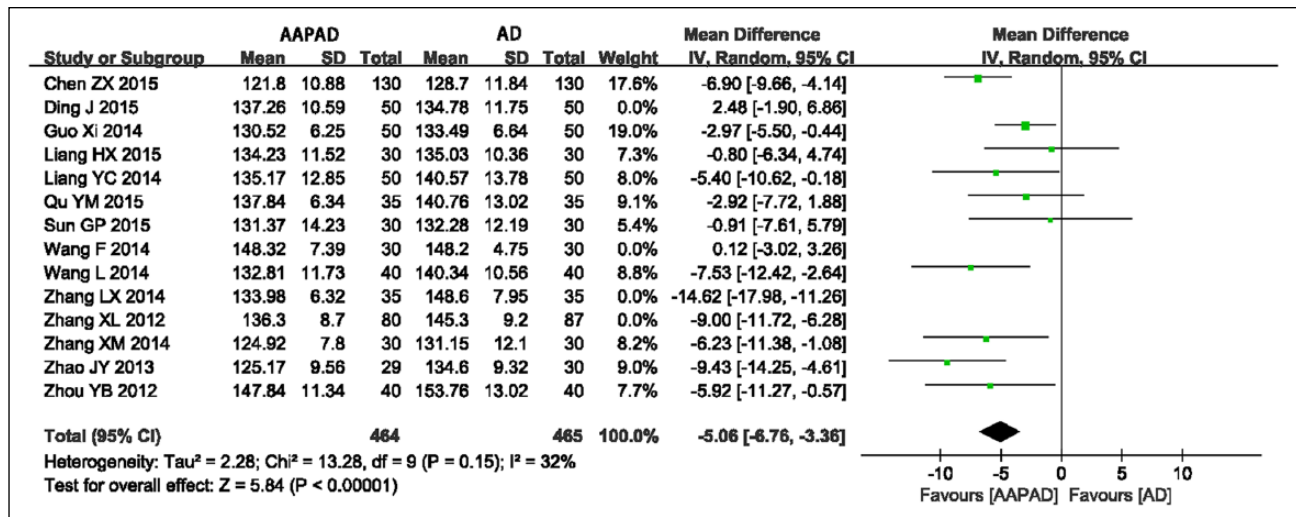 AAPAD AD Mean Difference Mean Difference
Study or Subgroup Mean SD Total Mean SD Total Weight IV, Random, 95% CI IV, Random, 95% CI
Chen ZX 2015 121.8 10.88 130 128.7 11.84 130 17.6% -6.90 [-9.66, -4.14]
Ding J 2015 137.26 10.59 50 134.78 11.75 50 0.0% 2.48 [-1.90, 6.86]
Guo Xi 2014 130.52 6.25 50 133.49 6.64 50 19.0% -2.97 [-5.50, -0.44]
Liang HX 2015 134.23 11.52 30 135.03 10.36 30 7.3% -0.80 [-6.34, 4.74]
Liang YC 2014 135.17 12.85 50 140.57 13.78 50 8.0% -5.40 [-10.62, -0.18]
Qu YM 2015 137.84 6.34 35 140.76 13.02 35 9.1% -2.92 [-7.72, 1.88]
Sun GP 2015 131.37 14.23 30 132.28 12.19 30 5.4% -0.91 [-7.61, 5.79]
Wang F 2014 148.32 7.39 30 148.2 4.75 30 0.0% 0.12 [-3.02, 3.26]
Wang L 2014 132.81 11.73 40 140.34 10.56 40 8.8% -7.53 [-12.42, -2.64]
Zhang LX 2014 133.98 6.32 35 148.6 7.95 35 0.0% -14.62 [-17.98, -11.26]
Zhang XL 2012 136.3 8.7 80 145.3 9.2 87 0.0% -9.00 [-11.72, -6.28]
Zhang XM 2014 124.92 7.8 30 131.15 12.1 30 8.2% -6.23 [-11.38, -1.08]
Zhao JY 2013 125.17 9.56 29 134.6 9.32 30 9.0% -9.43 [-14.25, -4.61]
Zhou YB 2012 147.84 11.34 40 153.76 13.02 40 7.7% -5.92 [-11.27, -0.57]
Total (95% CI) 464 465 100.0% -5.06 [-6.76, -3.36]
Heterogeneity: Tau² = 2.28; Chi² = 13.28, df = 9 (P = 0.15); I² = 32%
Test for overall effect: Z = 5.84 (P < 0.00001)
-10 -5 0 5 10
Favours [AAPAD] Favours [AD]